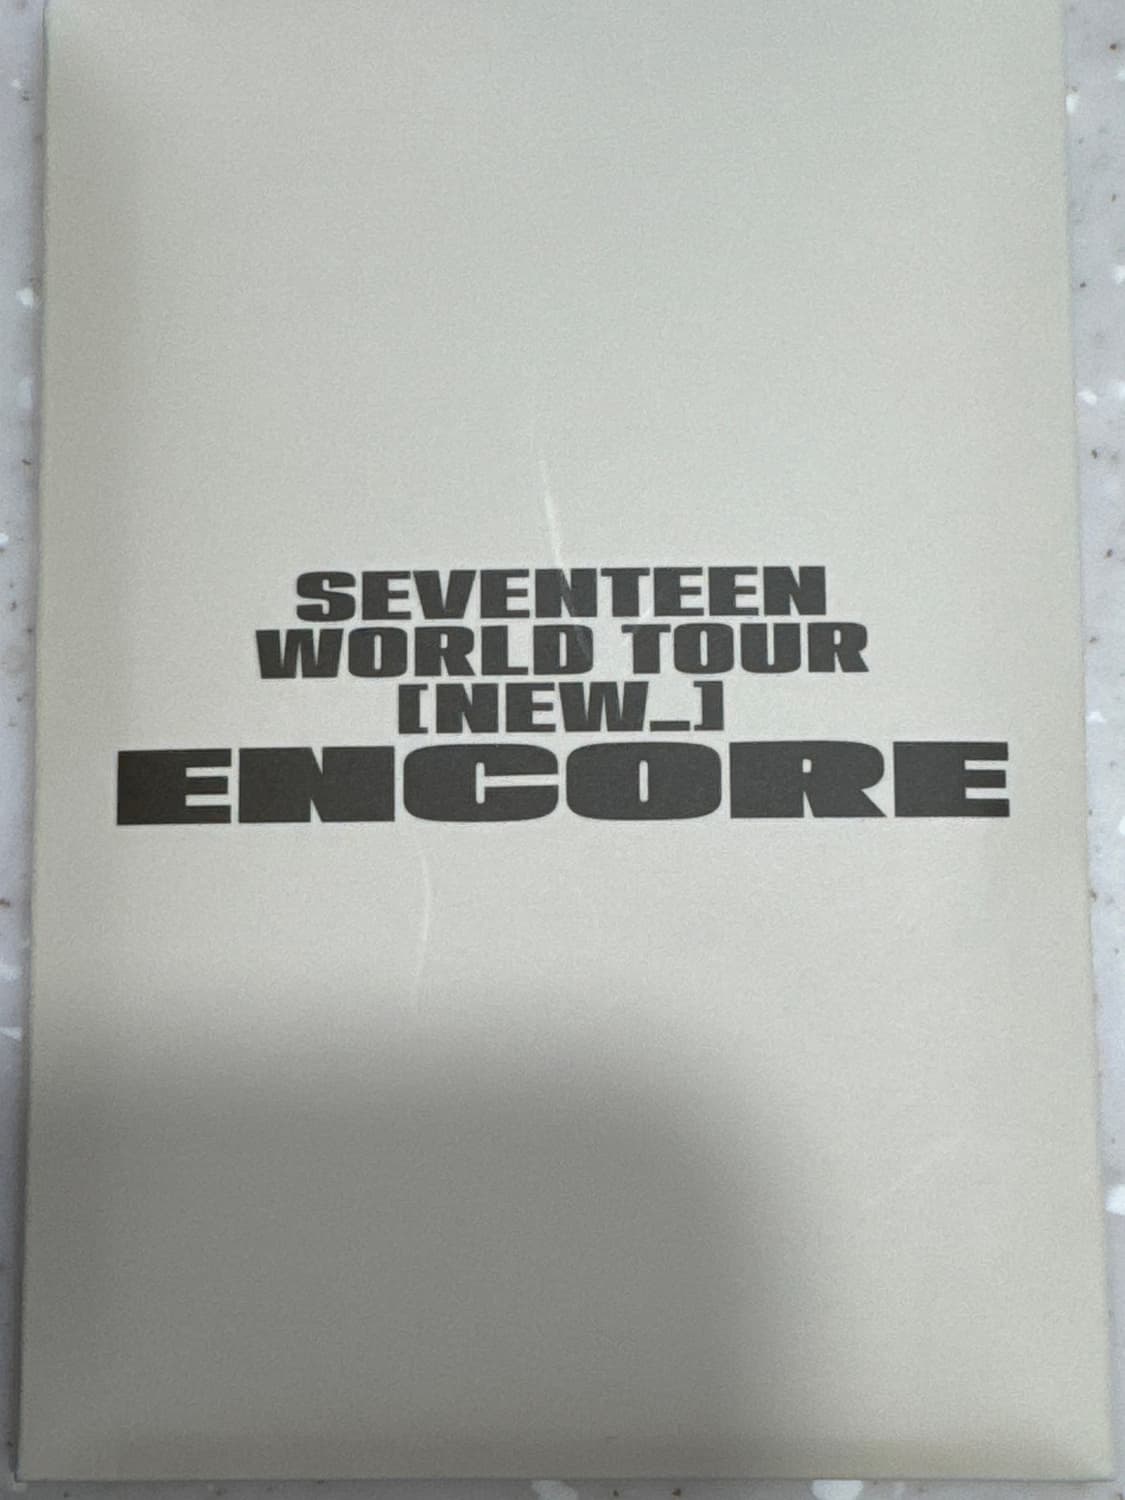 SEVENTEEN
WORLD TOUR
[NEW_]
ENCORE